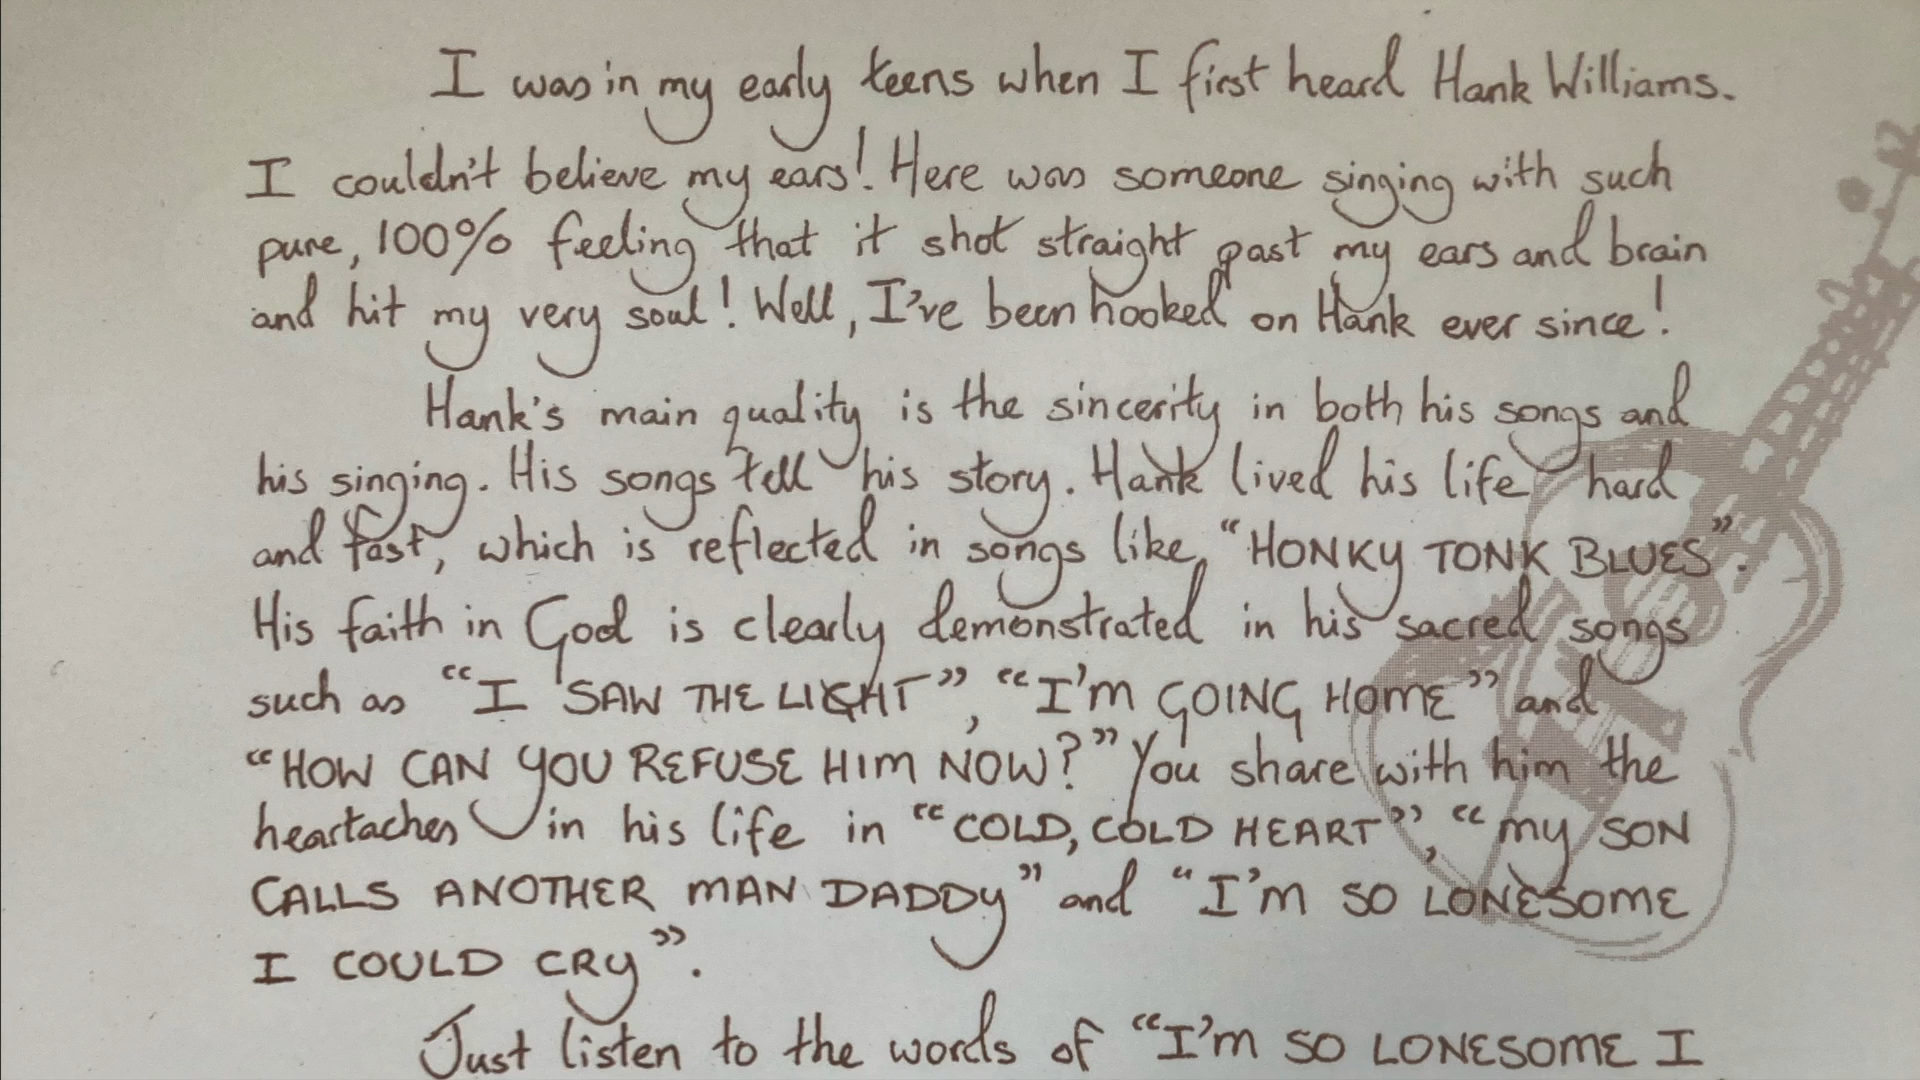 I was in my early teens when I first heard Hank Williams.
I couldn't believe my ears! Here was someone singing with such
pure, 100% feeling that it shot straight past my ears and brain
and hit my very soul! Well, I've been hooked on Hank ever since!
Hank's main quality is the sincerity in both his songs and
his singing. His songs tell his story. Hank lived his life hard
and fast, which is reflected in songs like, "HONKY TONK BLUES".
His faith in God is clearly demonstrated in his sacred songs
such as "I SAW THE LIGHT", "I'M GOING HOME" and
"HOW CAN YOU REFUSE HIM NOW?" You share with him the
heartaches in his life in "COLD, COLD HEART", "MY SON
CALLS ANOTHER MAN DADDY" and "I'M SO LONESOME
I COULD CRY".
Just listen to the words of "I'M SO LONESOME I